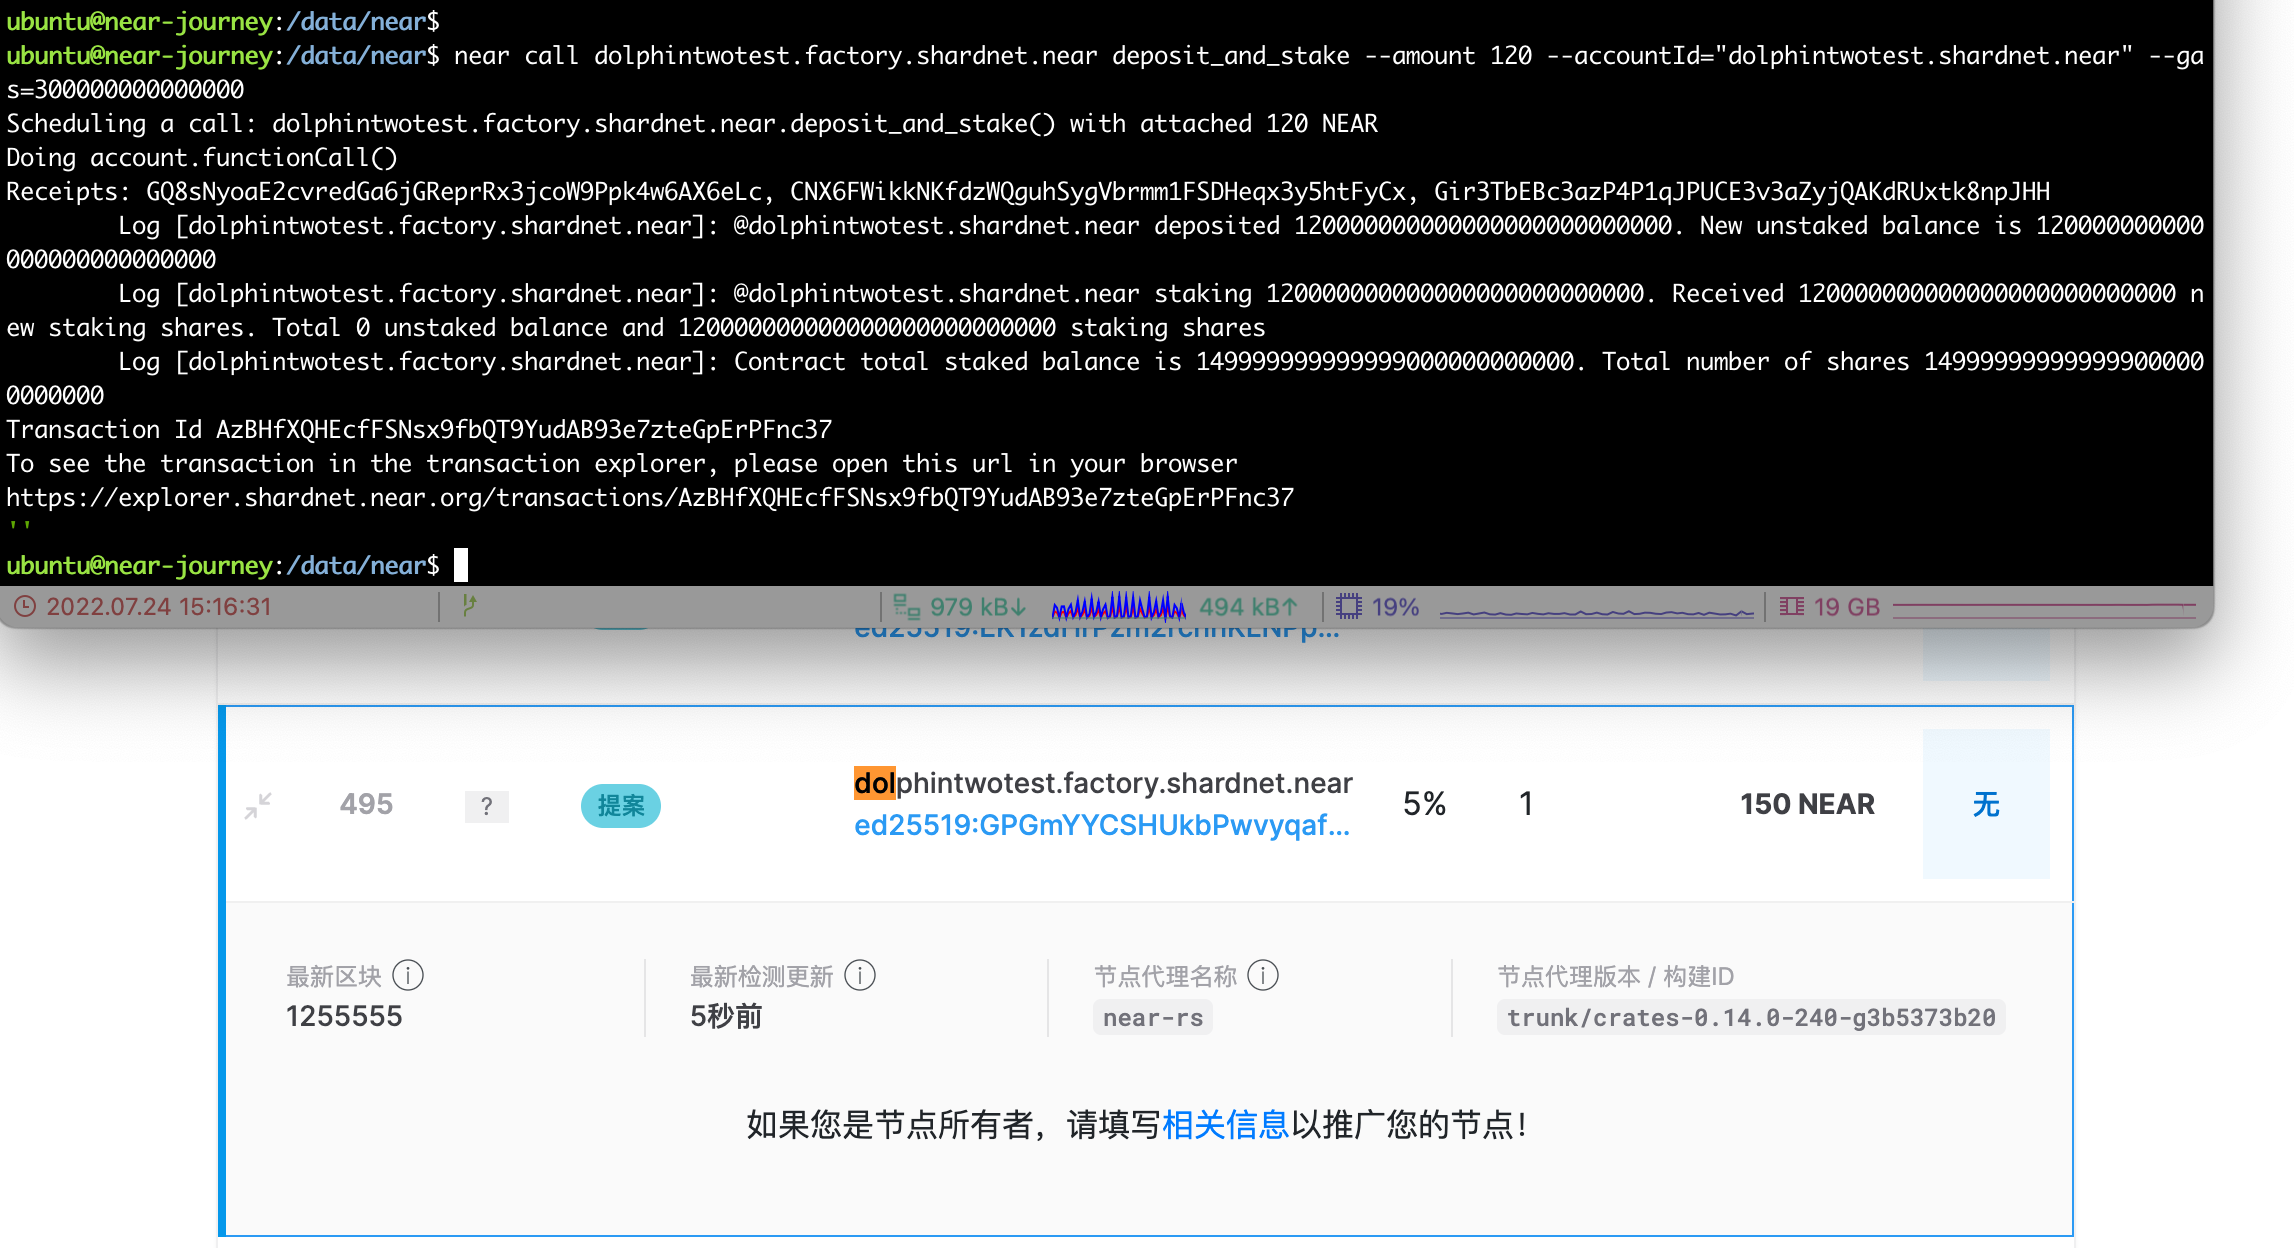 ubuntu@near-journey:/data/near$
ubuntu@near-journey:/data/near$ near call dolphintwotest.factory.shardnet.near deposit_and_stake --amount 120 --accountId="dolphintwotest.shardnet.near" --ga
s=300000000000000
Scheduling a call: dolphintwotest.factory.shardnet.near.deposit_and_stake() with attached 120 NEAR
Doing account.functionCall()
Receipts: GQ8sNyoaE2cvredGa6jGReprRx3jcoW9Ppk4w6AX6eLc, CNX6FWikkNKfdzWQguhSygVbrmm1FSDHeqx3y5htFyCx, Gir3TbEBc3azP4P1qJPUCE3v3aZyjQAKdRUxtk8npJHH
Log [dolphintwotest.factory.shardnet.near]: @dolphintwotest.shardnet.near deposited 120000000000000000000000000. New unstaked balance is 120000000000
000000000000000
Log [dolphintwotest.factory.shardnet.near]: @dolphintwotest.shardnet.near staking 120000000000000000000000000. Received 120000000000000000000000000 n
ew staking shares. Total 0 unstaked balance and 120000000000000000000000000 staking shares
Log [dolphintwotest.factory.shardnet.near]: Contract total staked balance is 149999999999999000000000000. Total number of shares 14999999999999900000
0000000
Transaction Id AzBHfXQHEcfFSNsx9fbQT9YudAB93e7zteGpErPFnc37
To see the transaction in the transaction explorer, please open this url in your browser
https://explorer.shardnet.near.org/transactions/AzBHfXQHEcfFSNsx9fbQT9YudAB93e7zteGpErPFnc37
''
ubuntu@near-journey:/data/near$
2022.07.24 15:16:31 979 kB↓ 494 kB↑ 19% 19 GB
495 ? 提案 dolphintwotest.factory.shardnet.near 5% 1 150 NEAR 无
ed25519:GPGmYYCSHUkbPwvyqaf...
最新区块 最新检测更新 节点代理名称 节点代理版本 / 构建ID
1255555 5秒前 near-rs trunk/crates-0.14.0-240-g3b5373b20
如果您是节点所有者，请填写相关信息以推广您的节点！